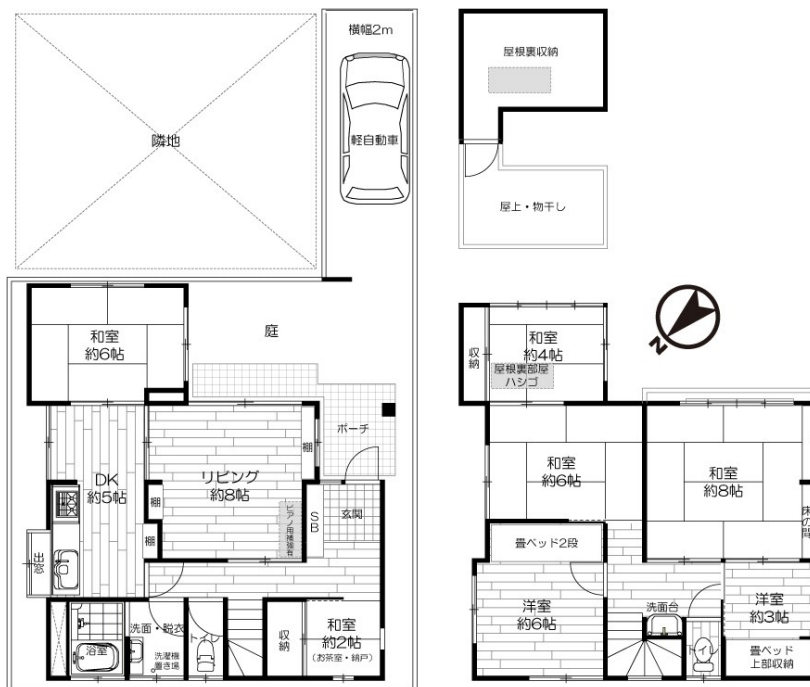 横幅2m
軽自動車
隣地
和室
約6帖
庭
DK
約5帖
リビング
約8帖
棚
棚
棚
ピアノ用補強有
ポーチ
SB
玄関
出窓
浴室
洗面・脱衣
洗濯機
置き場
トイレ
収納
和室
約2帖
(お茶室・納戸)
屋根裏収納
屋上・物干し
N
収納
和室
約4帖
屋根裏部屋
ハシゴ
和室
約6帖
和室
約8帖
床の間
畳ベッド2段
洋室
約6帖
洗面台
トイレ
洋室
約3帖
畳ベッド
上部収納